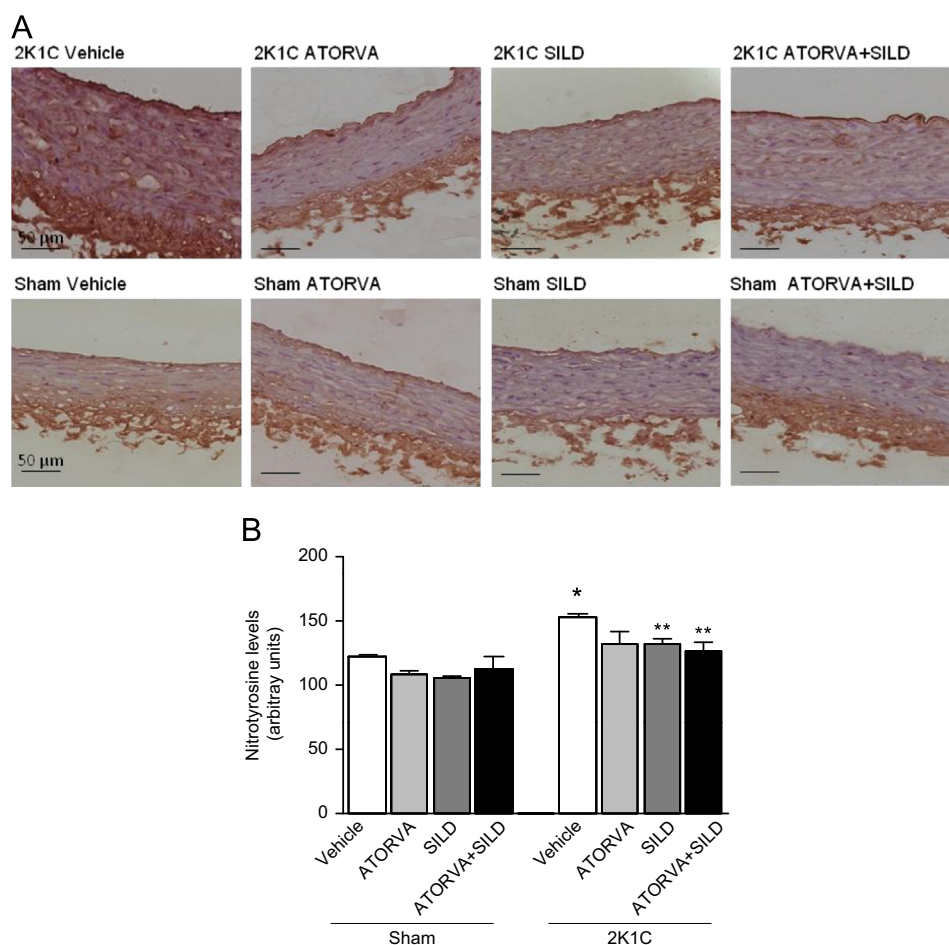 A
2K1C Vehicle
2K1C ATORVA
2K1C SILD
2K1C ATORVA+SILD
50 µm
Sham Vehicle
Sham ATORVA
Sham SILD
Sham ATORVA+SILD
50 µm
B
Nitrotyrosine levels
(arbitray units)
200
150
100
50
0
*
**
**
Vehicle
ATORVA
SILD
ATORVA+SILD
Vehicle
ATORVA
SILD
ATORVA+SILD
Sham
2K1C